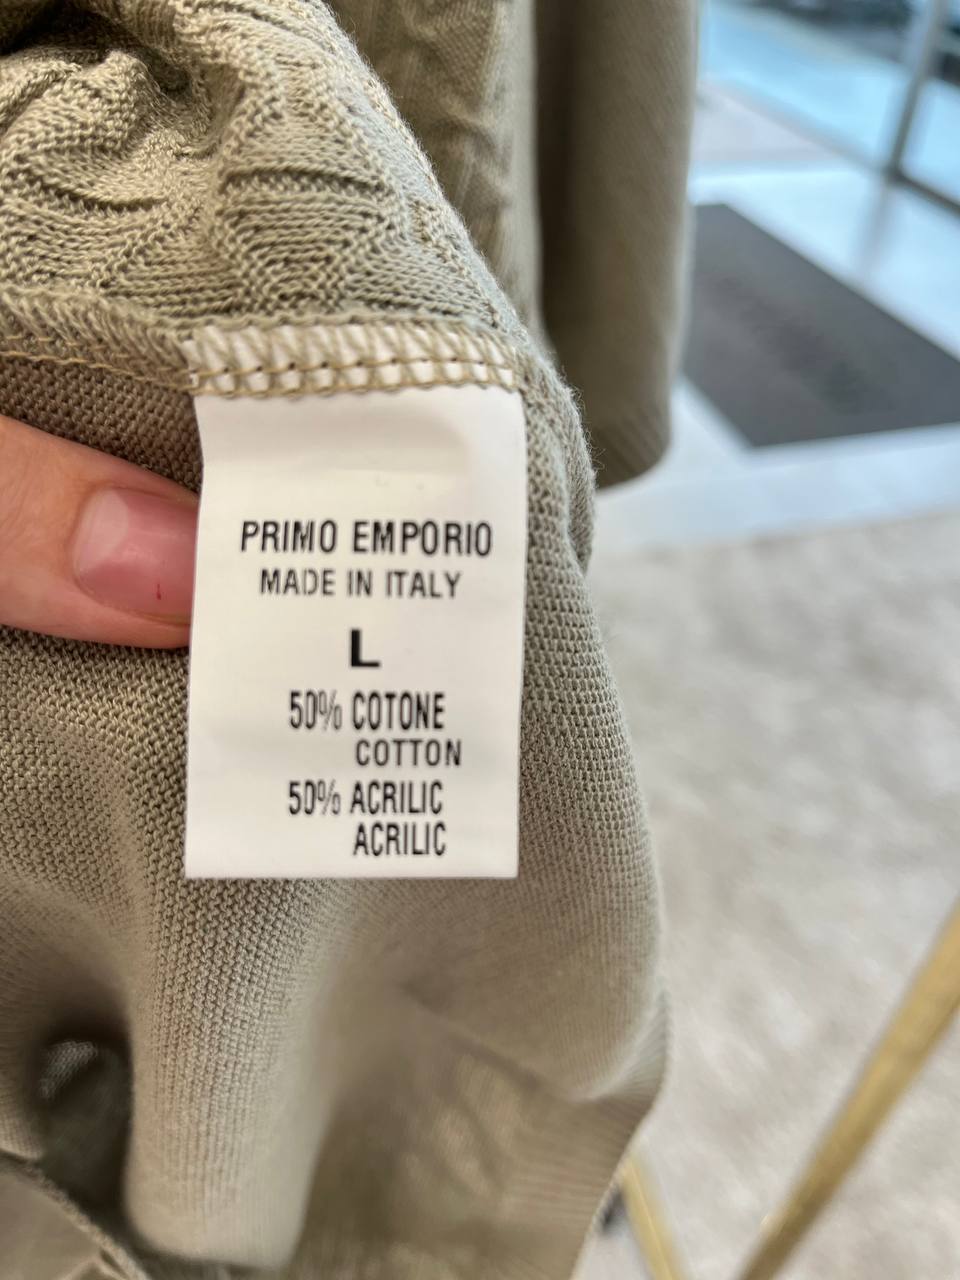 PRIMO EMPORIO
MADE IN ITALY
L
50% COTONE
COTTON
50% ACRILIC
ACRILIC